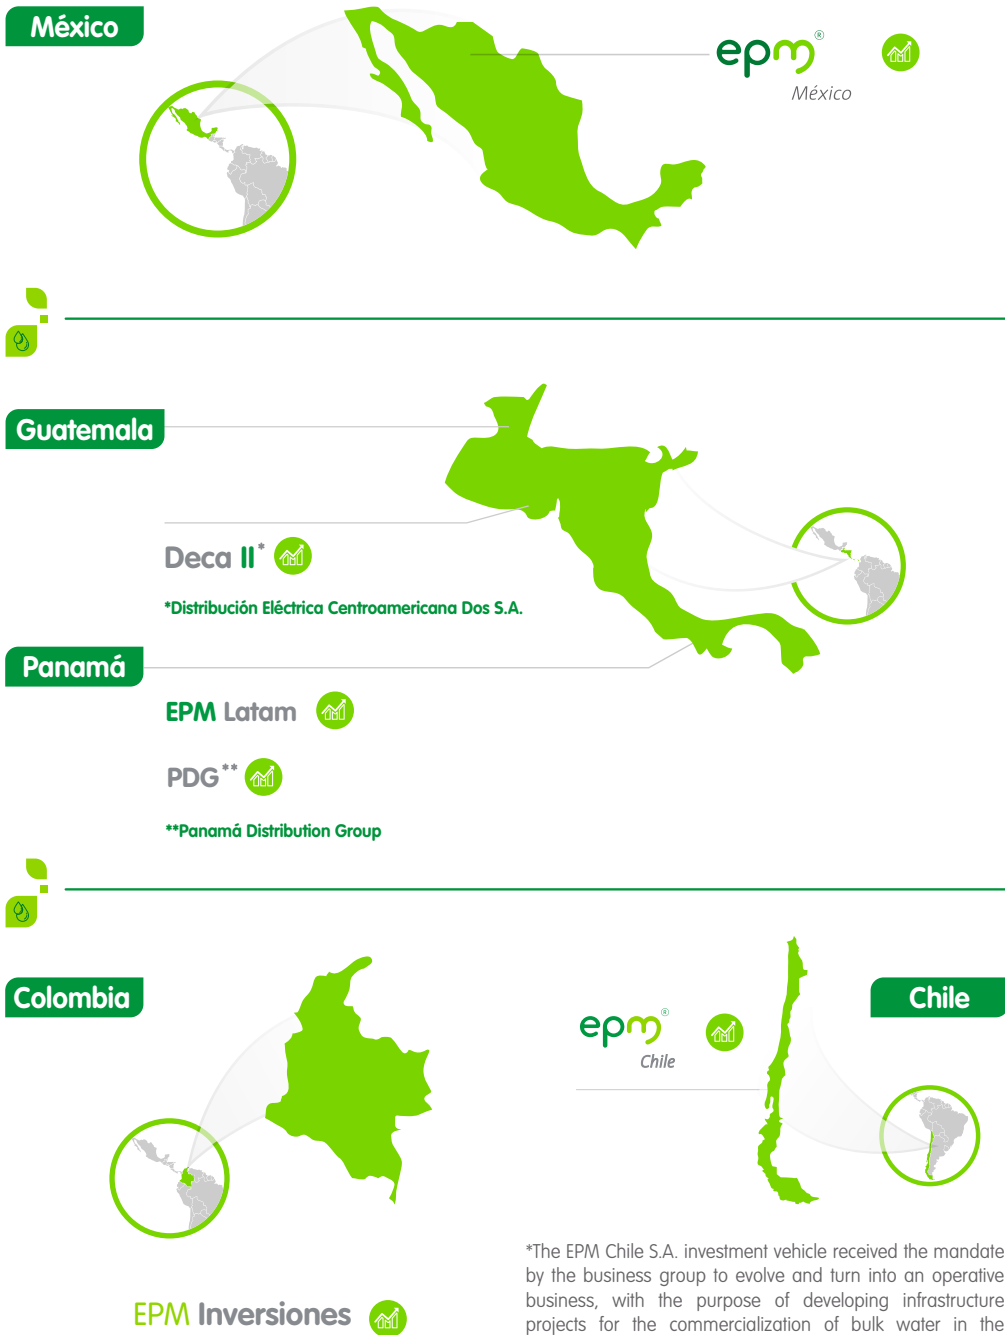 México
epm®
México
Guatemala
Deca II*
*Distribución Eléctrica Centroamericana Dos S.A.
Panamá
EPM Latam
PDG**
**Panamá Distribution Group
Colombia
Chile
epm®
Chile
*The EPM Chile S.A. investment vehicle received the mandate
by the business group to evolve and turn into an operative
business, with the purpose of developing infrastructure
projects for the commercialization of bulk water in the
EPM Inversiones